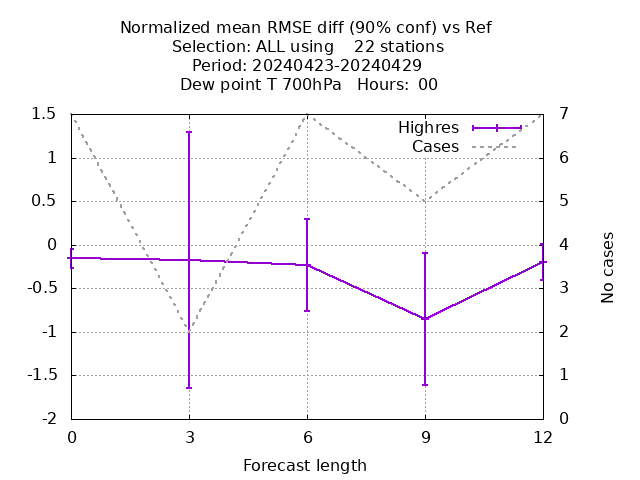 Normalized mean RMSE diff (90% conf) vs Ref
Selection: ALL using    22 stations
Period: 20240423-20240429
Dew point T 700hPa   Hours:  00
Highres
Cases
1.5
1
0.5
0
-0.5
-1
-1.5
-2
7
6
5
4
3
2
1
0
No cases
0
3
6
9
12
Forecast length